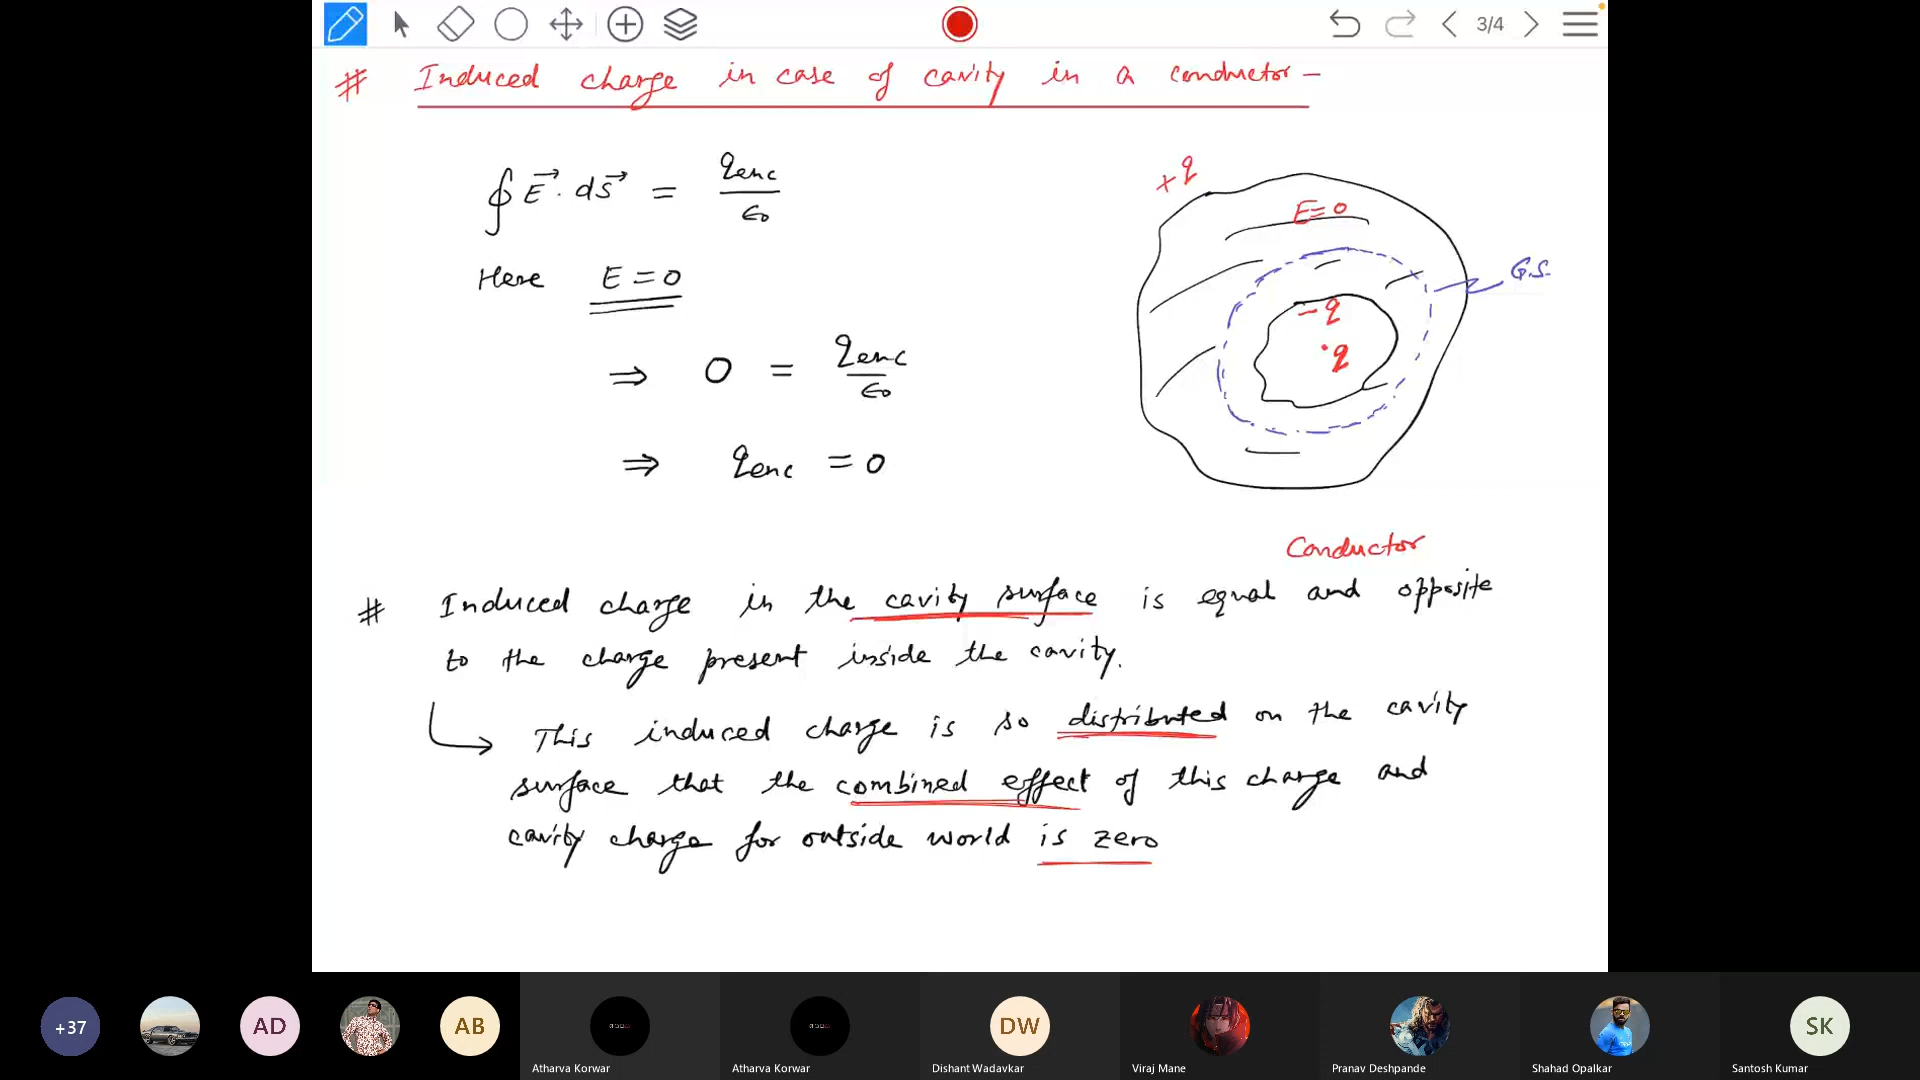 3/4
# Induced charge in case of cavity in a conductor –
∮ E⃗ . ds⃗ = qenc / ε0
Here E = 0
⇒ 0 = qenc / ε0
⇒ qenc = 0
+q
E = 0
G.S.
-q
.q
Conductor
# Induced charge in the cavity surface is equal and opposite
to the charge present inside the cavity.
↳ This induced charge is so distributed on the cavity
surface that the combined effect of this charge and
cavity charge for outside world is zero
+37
AD
AB
DW
SK
Atharva Korwar
Atharva Korwar
Dishant Wadavkar
Viraj Mane
Pranav Deshpande
Shahad Opalkar
Santosh Kumar